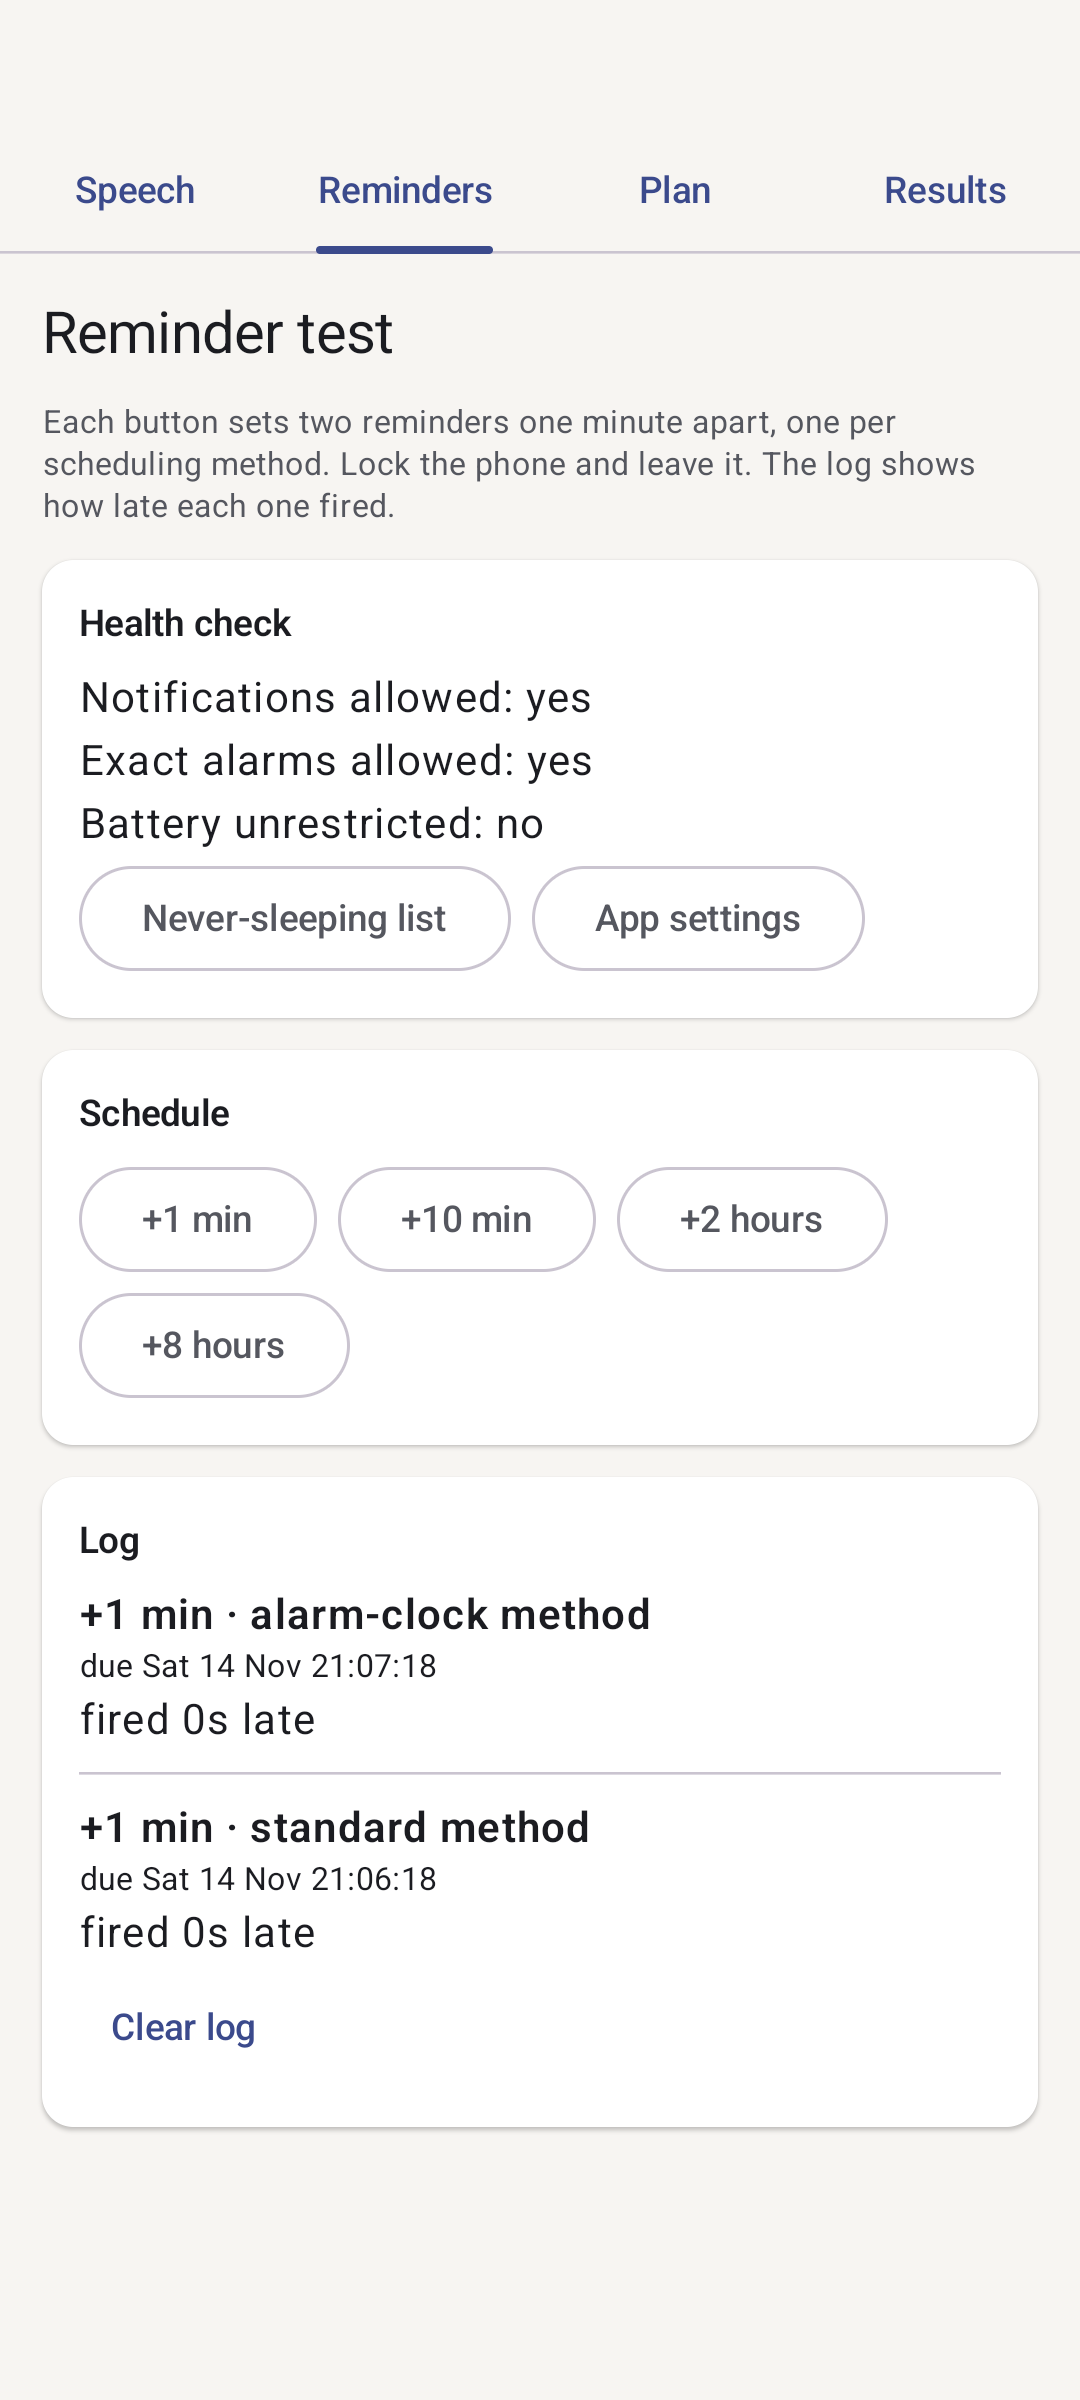 Speech Reminders Plan Results
Reminder test
Each button sets two reminders one minute apart, one per
scheduling method. Lock the phone and leave it. The log shows
how late each one fired.
Health check
Notifications allowed: yes
Exact alarms allowed: yes
Battery unrestricted: no
Never-sleeping list App settings
Schedule
+1 min +10 min +2 hours
+8 hours
Log
+1 min · alarm-clock method
due Sat 14 Nov 21:07:18
fired 0s late
+1 min · standard method
due Sat 14 Nov 21:06:18
fired 0s late
Clear log